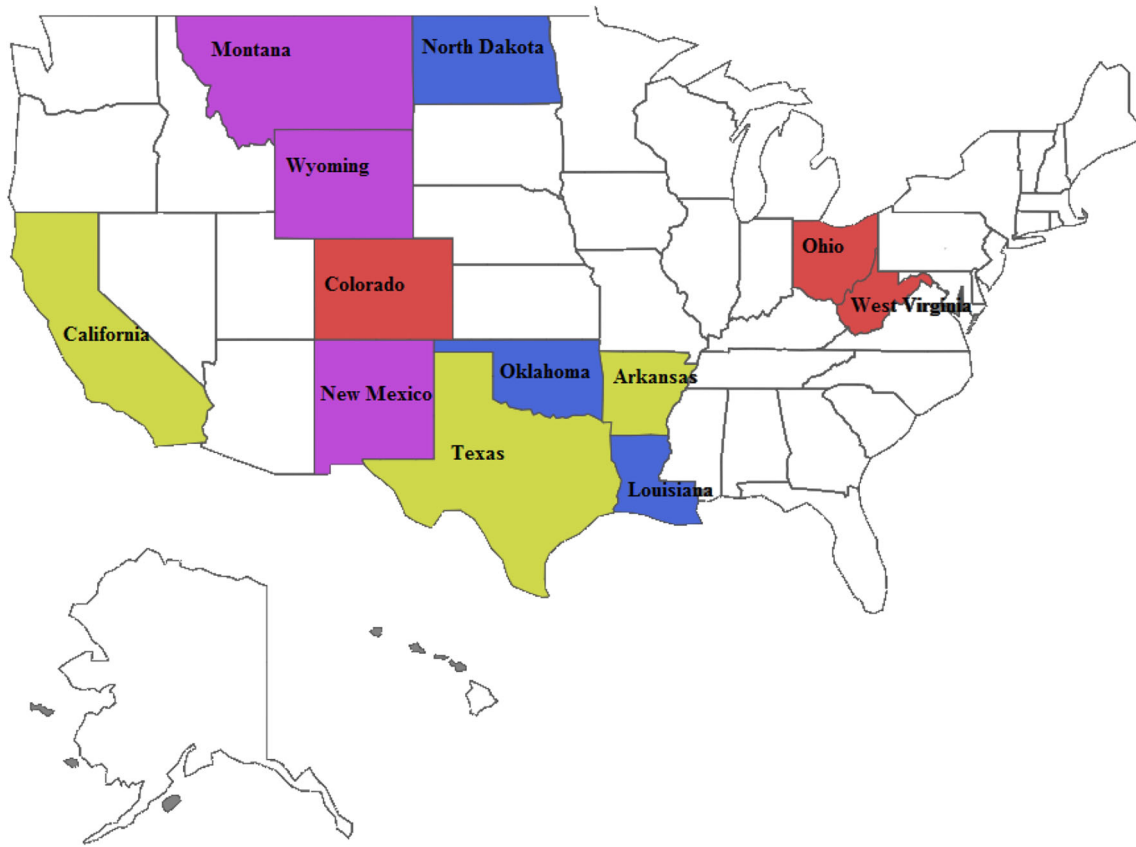 Montana
North Dakota
Wyoming
Ohio
Colorado
West Virginia
California
Oklahoma
Arkansas
New Mexico
Texas
Louisiana